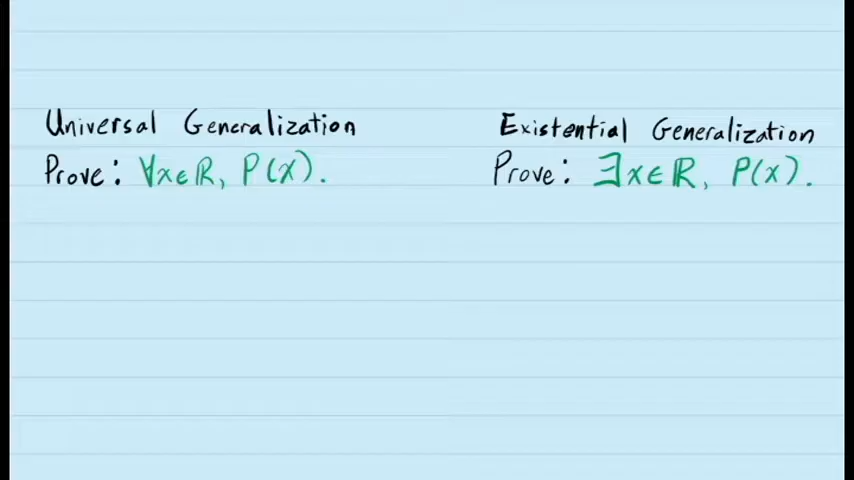 Universal Generalization
Prove: ∀x∈ℝ, P(x).
Existential Generalization
Prove: ∃x∈ℝ, P(x).